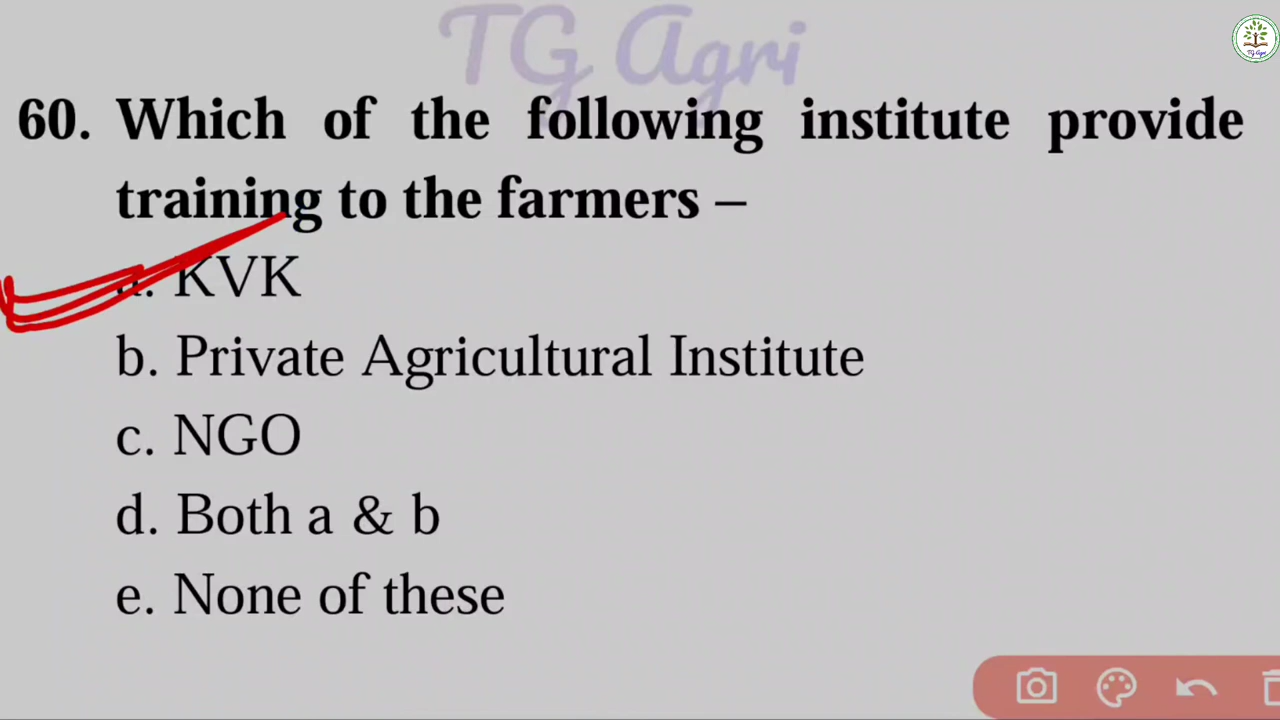 TG Agri
60. Which of the following institute provide
training to the farmers –
a. KVK
b. Private Agricultural Institute
c. NGO
d. Both a & b
e. None of these